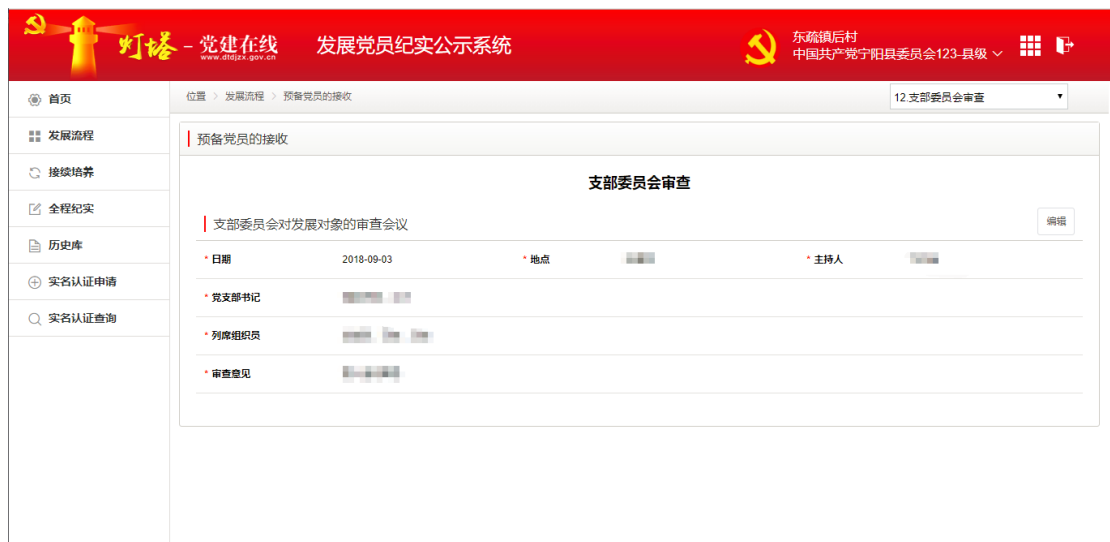 灯塔 - 党建在线 发展党员纪实公示系统
www.dtdjzx.gov.cn
东疏镇后村
中国共产党宁阳县委员会123-县级
首页
发展流程
接续培养
全程纪实
历史库
实名认证申请
实名认证查询
位置 > 发展流程 > 预备党员的接收
12.支部委员会审查
预备党员的接收
支部委员会审查
支部委员会对发展对象的审查会议
编辑
* 日期 2018-09-03 * 地点 * 主持人
* 党支部书记
* 列席组织员
* 审查意见